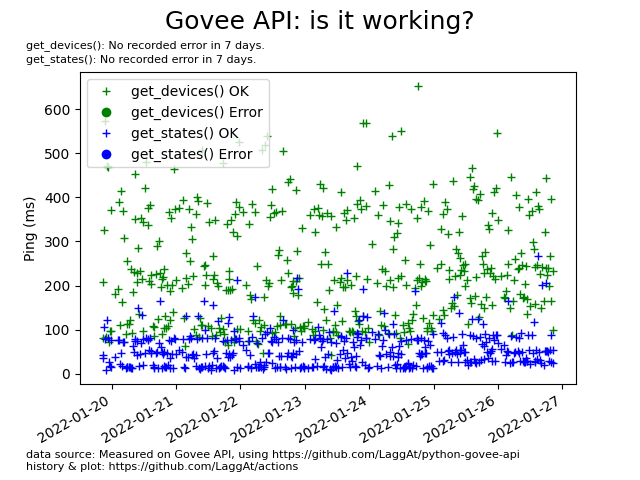 Govee API: is it working?
get_devices(): No recorded error in 7 days.
get_states(): No recorded error in 7 days.
get_devices() OK
get_devices() Error
get_states() OK
get_states() Error
Ping (ms)
600
500
400
300
200
100
0
2022-01-20
2022-01-21
2022-01-22
2022-01-23
2022-01-24
2022-01-25
2022-01-26
2022-01-27
data source: Measured on Govee API, using https://github.com/LaggAt/python-govee-api
history & plot: https://github.com/LaggAt/actions